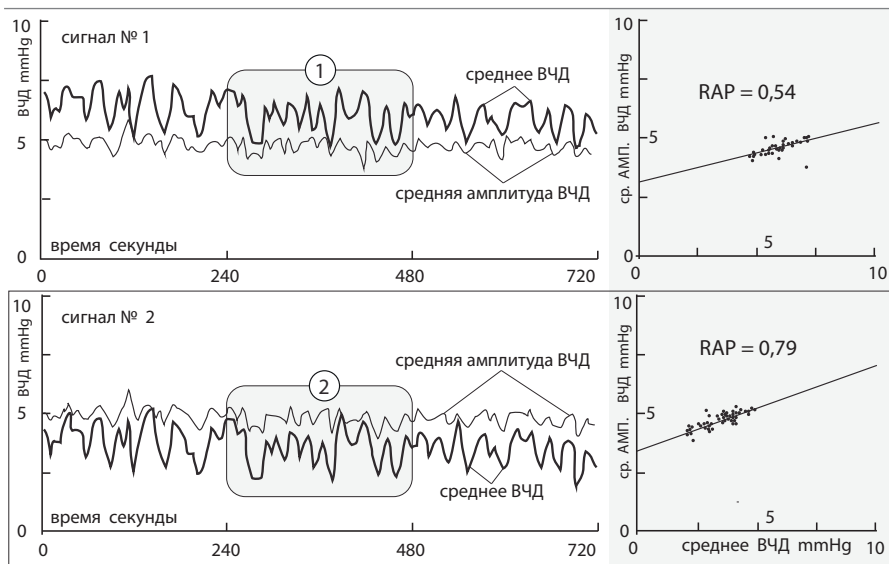 10
ВЧД mmHg
сигнал № 1
1
среднее ВЧД
5
средняя амплитуда ВЧД
время секунды
0
0
240
480
720
10
ср. АМП. ВЧД mmHg
RAP = 0,54
5
5
0
0
10
10
ВЧД mmHg
сигнал № 2
2
средняя амплитуда ВЧД
5
среднее ВЧД
время секунды
0
0
240
480
720
10
ср. АМП. ВЧД mmHg
RAP = 0,79
5
5
0
0
среднее ВЧД mmHg
10